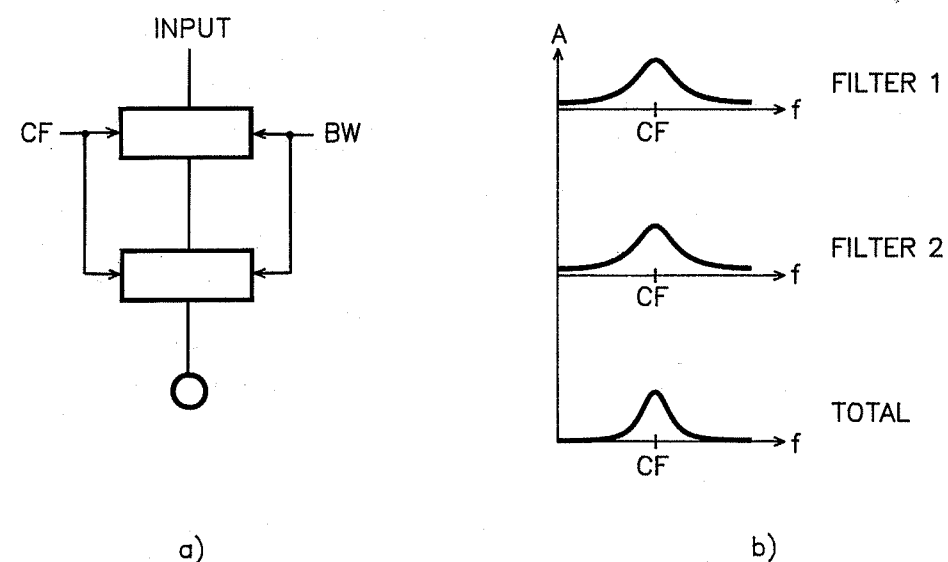 INPUT
CF
BW
a)
A
f
CF
FILTER 1
f
CF
FILTER 2
f
CF
TOTAL
b)